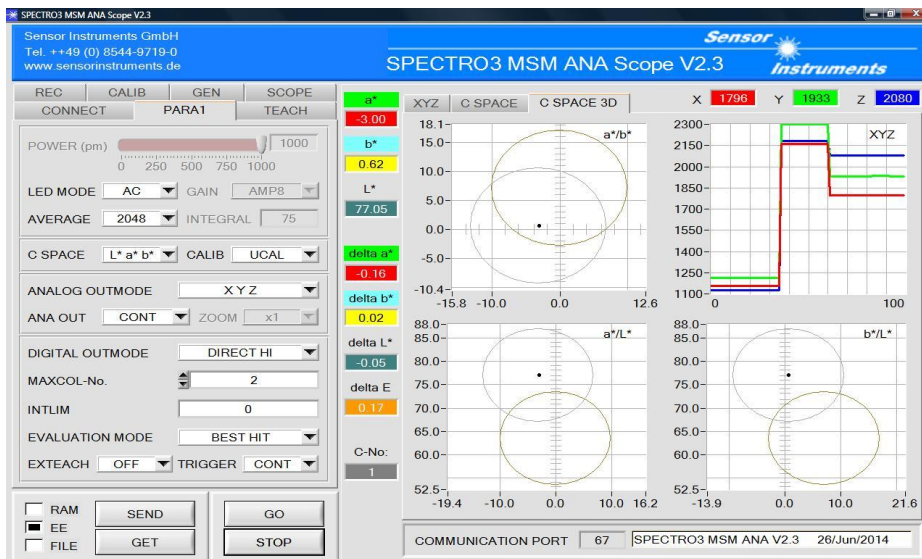 SPECTRO3 MSM ANA Scope V2.3
Sensor Instruments GmbH
Tel. ++49 (0) 8544-9719-0
www.sensorinstruments.de
SPECTRO3 MSM ANA Scope V2.3
Sensor Instruments
REC CALIB GEN SCOPE
CONNECT PARA1 TEACH
POWER (pm) 1000
0 250 500 750 1000
LED MODE AC GAIN AMP8
AVERAGE 2048 INTEGRAL 75
C SPACE L* a* b* CALIB UCAL
ANALOG OUTMODE X Y Z
ANA OUT CONT ZOOM x1
DIGITAL OUTMODE DIRECT HI
MAXCOL-No. 2
INTLIM 0
EVALUATION MODE BEST HIT
EXTEACH OFF TRIGGER CONT
RAM
EE
FILE
SEND GO
GET STOP
a*
-3.00
b*
0.62
L*
77.05
delta a*
-0.16
delta b*
0.02
delta L*
-0.05
delta E
0.17
C-No:
1
XYZ C SPACE C SPACE 3D
X 1796 Y 1933 Z 2080
a*/b*
18.1
15.0
10.0
5.0
0.0
-5.0
-10.4
-15.8 -10.0 0.0 12.6
XYZ
2300
2150
2000
1850
1700
1550
1400
1250
1100
0 100
a*/L*
88.0
85.0
80.0
75.0
70.0
65.0
60.0
52.5
-19.4 -10.0 0.0 10.0 16.2
b*/L*
88.0
85.0
80.0
75.0
70.0
65.0
60.0
52.5
-13.9 0.0 10.0 21.6
COMMUNICATION PORT 67 SPECTRO3 MSM ANA V2.3 26/Jun/2014